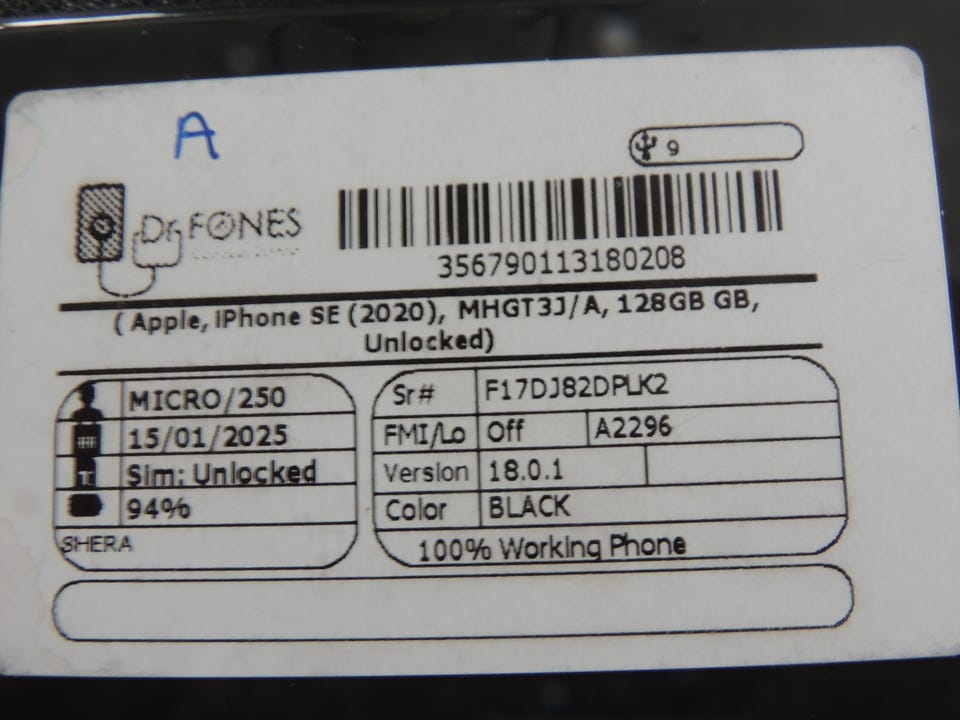 A
9
Dr FONES
356790113180208
( Apple, iPhone SE (2020), MHGT3J/A, 128GB GB,
Unlocked)
MICRO/250
15/01/2025
Sim: Unlocked
94%
SHERA
Sr# F17DJ82DPLK2
FMI/Lo Off A2296
Version 18.0.1
Color BLACK
100% Working Phone